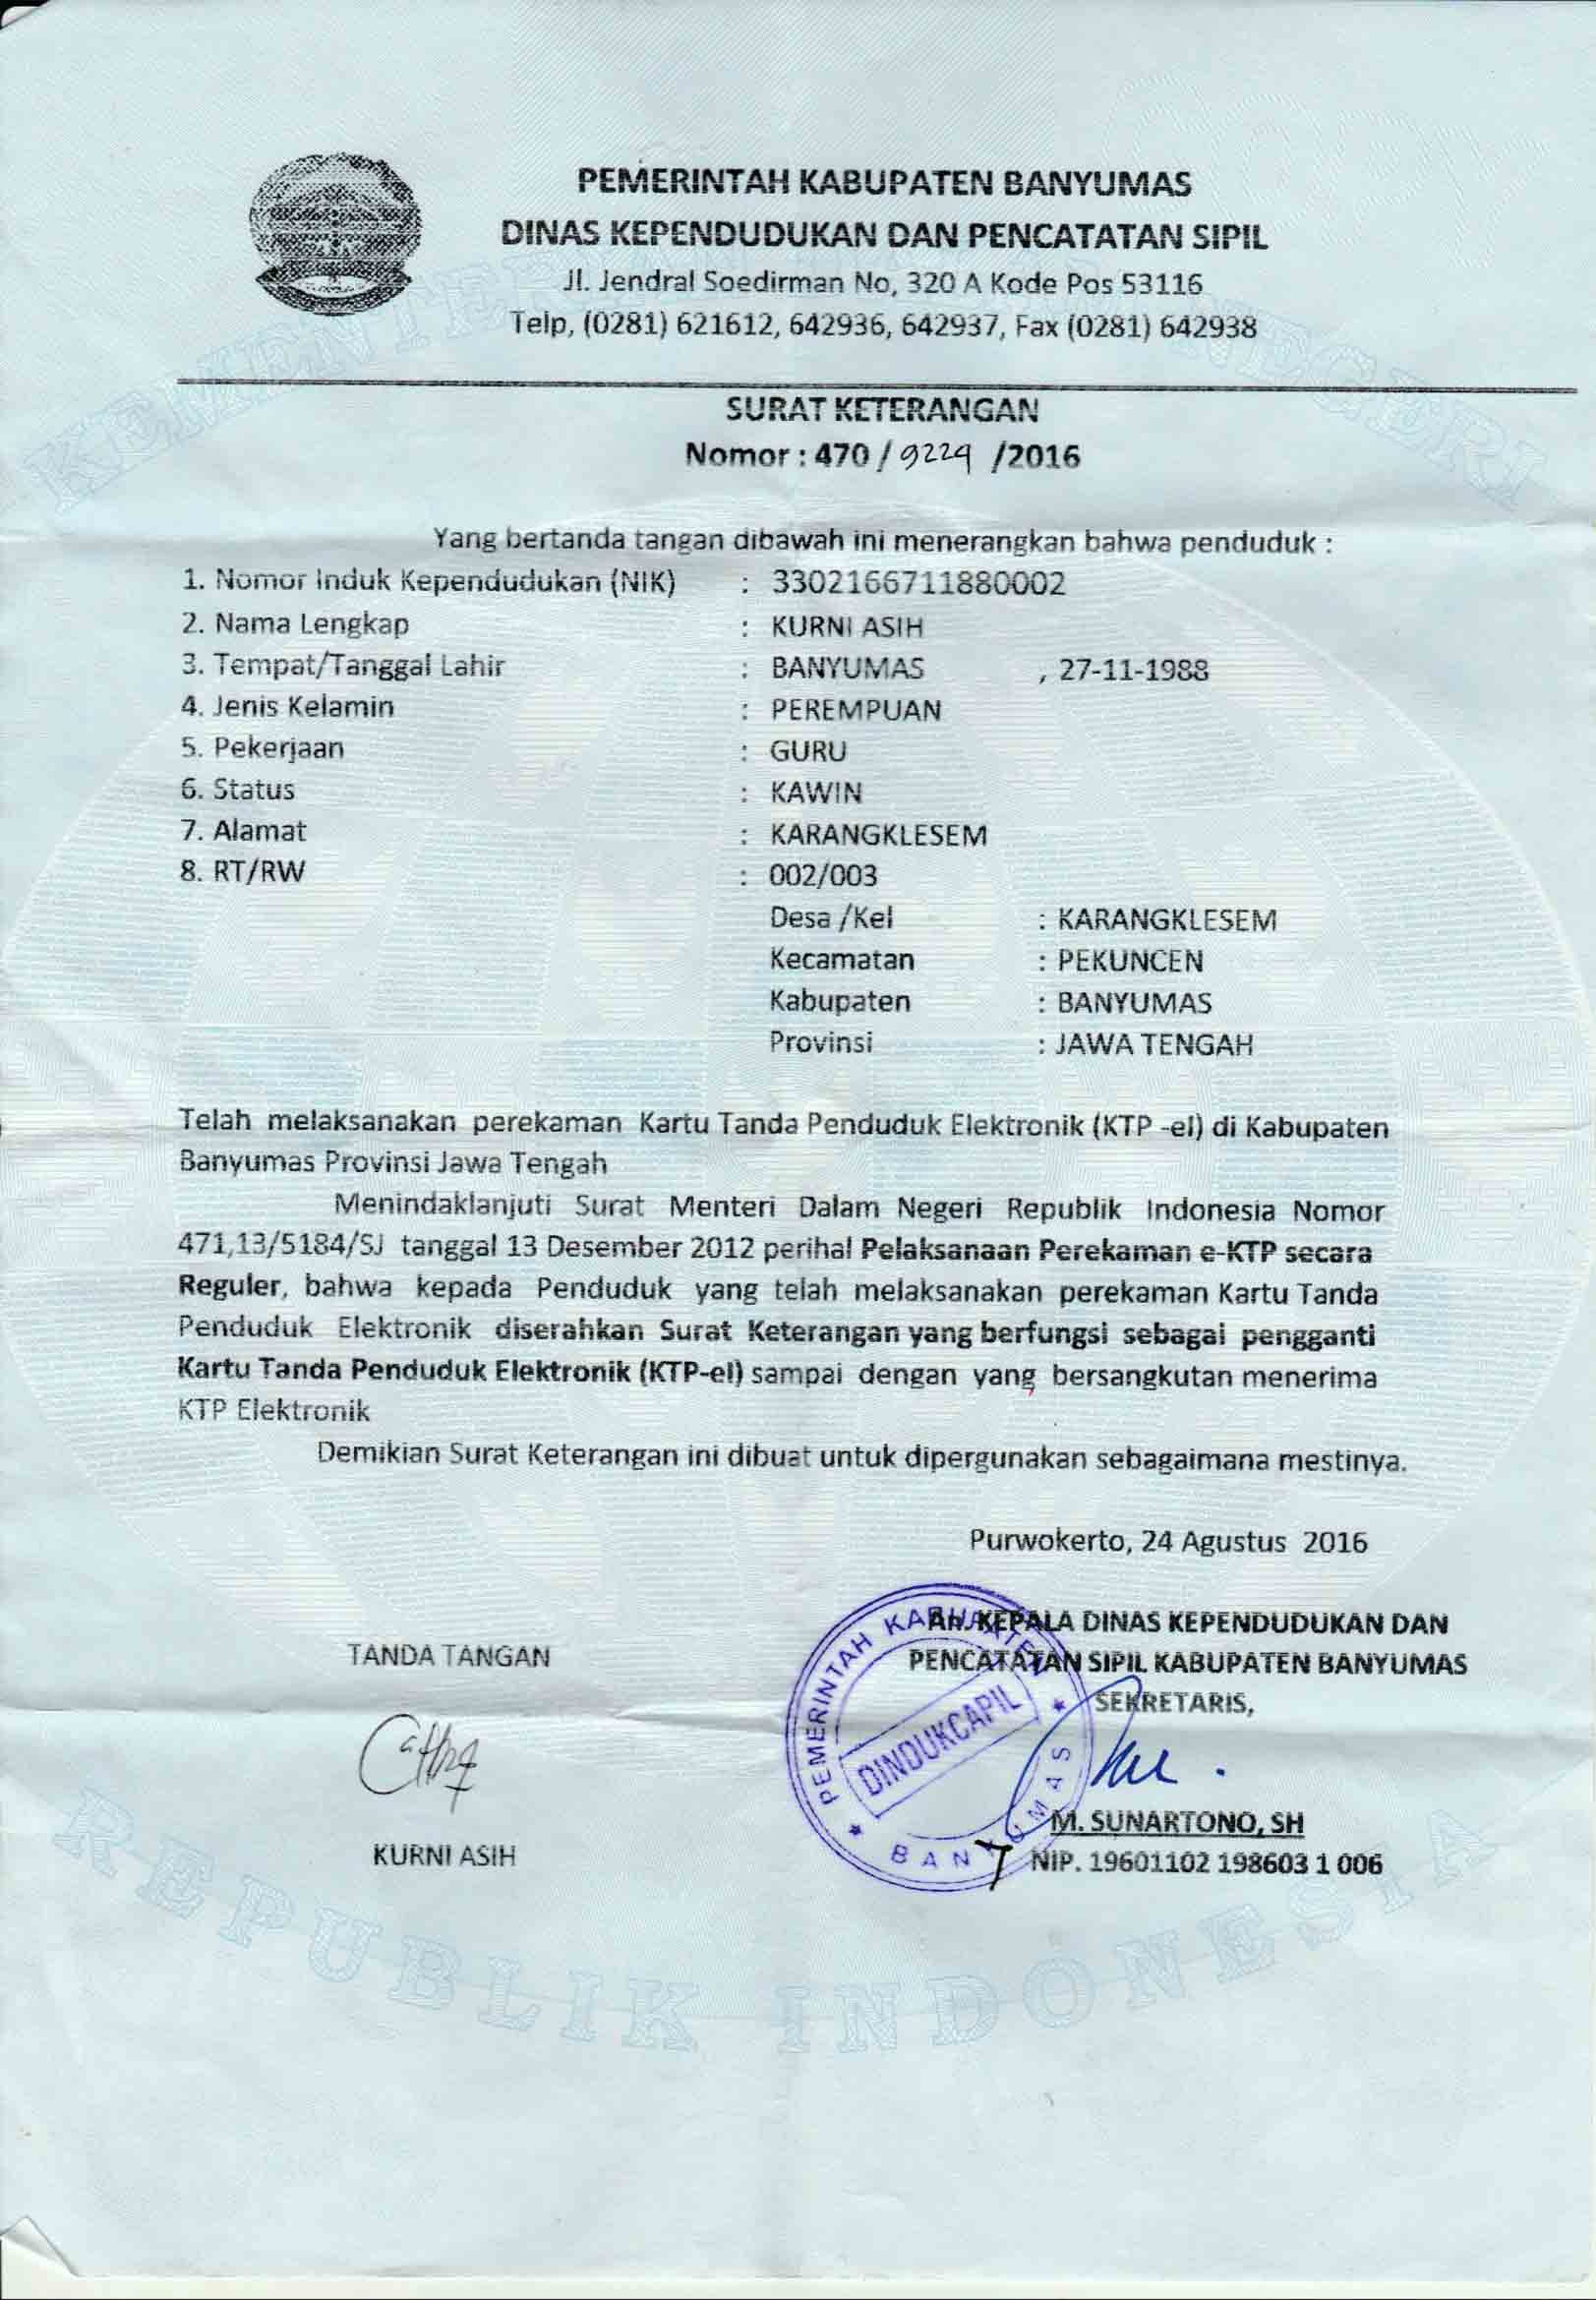 PEMERINTAH KABUPATEN BANYUMAS
DINAS KEPENDUDUKAN DAN PENCATATAN SIPIL
Jl. Jendral Soedirman No, 320 A Kode Pos 53116
Telp, (0281) 621612, 642936, 642937, Fax (0281) 642938
COPY
KEMENTERIAN NEGERI
SURAT KETERANGAN
Nomor : 470 / 9229 /2016
Yang bertanda tangan dibawah ini menerangkan bahwa penduduk :
1. Nomor Induk Kependudukan (NIK) : 3302166711880002
2. Nama Lengkap : KURNI ASIH
3. Tempat/Tanggal Lahir : BANYUMAS , 27-11-1988
4. Jenis Kelamin : PEREMPUAN
5. Pekerjaan : GURU
6. Status : KAWIN
7. Alamat : KARANGKLESEM
8. RT/RW : 002/003
Desa /Kel : KARANGKLESEM
Kecamatan : PEKUNCEN
Kabupaten : BANYUMAS
Provinsi : JAWA TENGAH
Telah melaksanakan perekaman Kartu Tanda Penduduk Elektronik (KTP -el) di Kabupaten
Banyumas Provinsi Jawa Tengah
Menindaklanjuti Surat Menteri Dalam Negeri Republik Indonesia Nomor
471,13/5184/SJ tanggal 13 Desember 2012 perihal Pelaksanaan Perekaman e-KTP secara
Reguler, bahwa kepada Penduduk yang telah melaksanakan perekaman Kartu Tanda
Penduduk Elektronik diserahkan Surat Keterangan yang berfungsi sebagai pengganti
Kartu Tanda Penduduk Elektronik (KTP-el) sampai dengan yang bersangkutan menerima
KTP Elektronik
Demikian Surat Keterangan ini dibuat untuk dipergunakan sebagaimana mestinya.
Purwokerto, 24 Agustus 2016
An. KEPALA DINAS KEPENDUDUKAN DAN
PENCATATAN SIPIL KABUPATEN BANYUMAS
SEKRETARIS,
TANDA TANGAN
PEMERINTAH KABUPATEN
DINDUKCAPIL
BANYUMAS
M. SUNARTONO, SH
NIP. 19601102 198603 1 006
KURNI ASIH
REPUBLIK INDONESIA